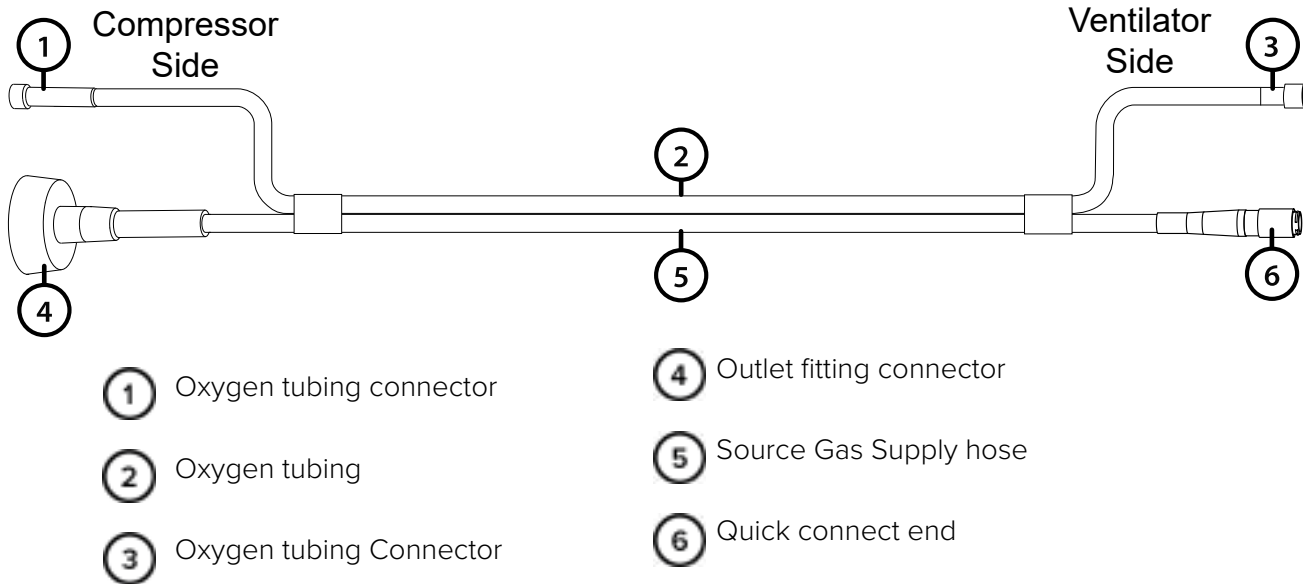 Compressor
Side
Ventilator
Side
1
3
2
4
5
6
1 Oxygen tubing connector
2 Oxygen tubing
3 Oxygen tubing Connector
4 Outlet fitting connector
5 Source Gas Supply hose
6 Quick connect end